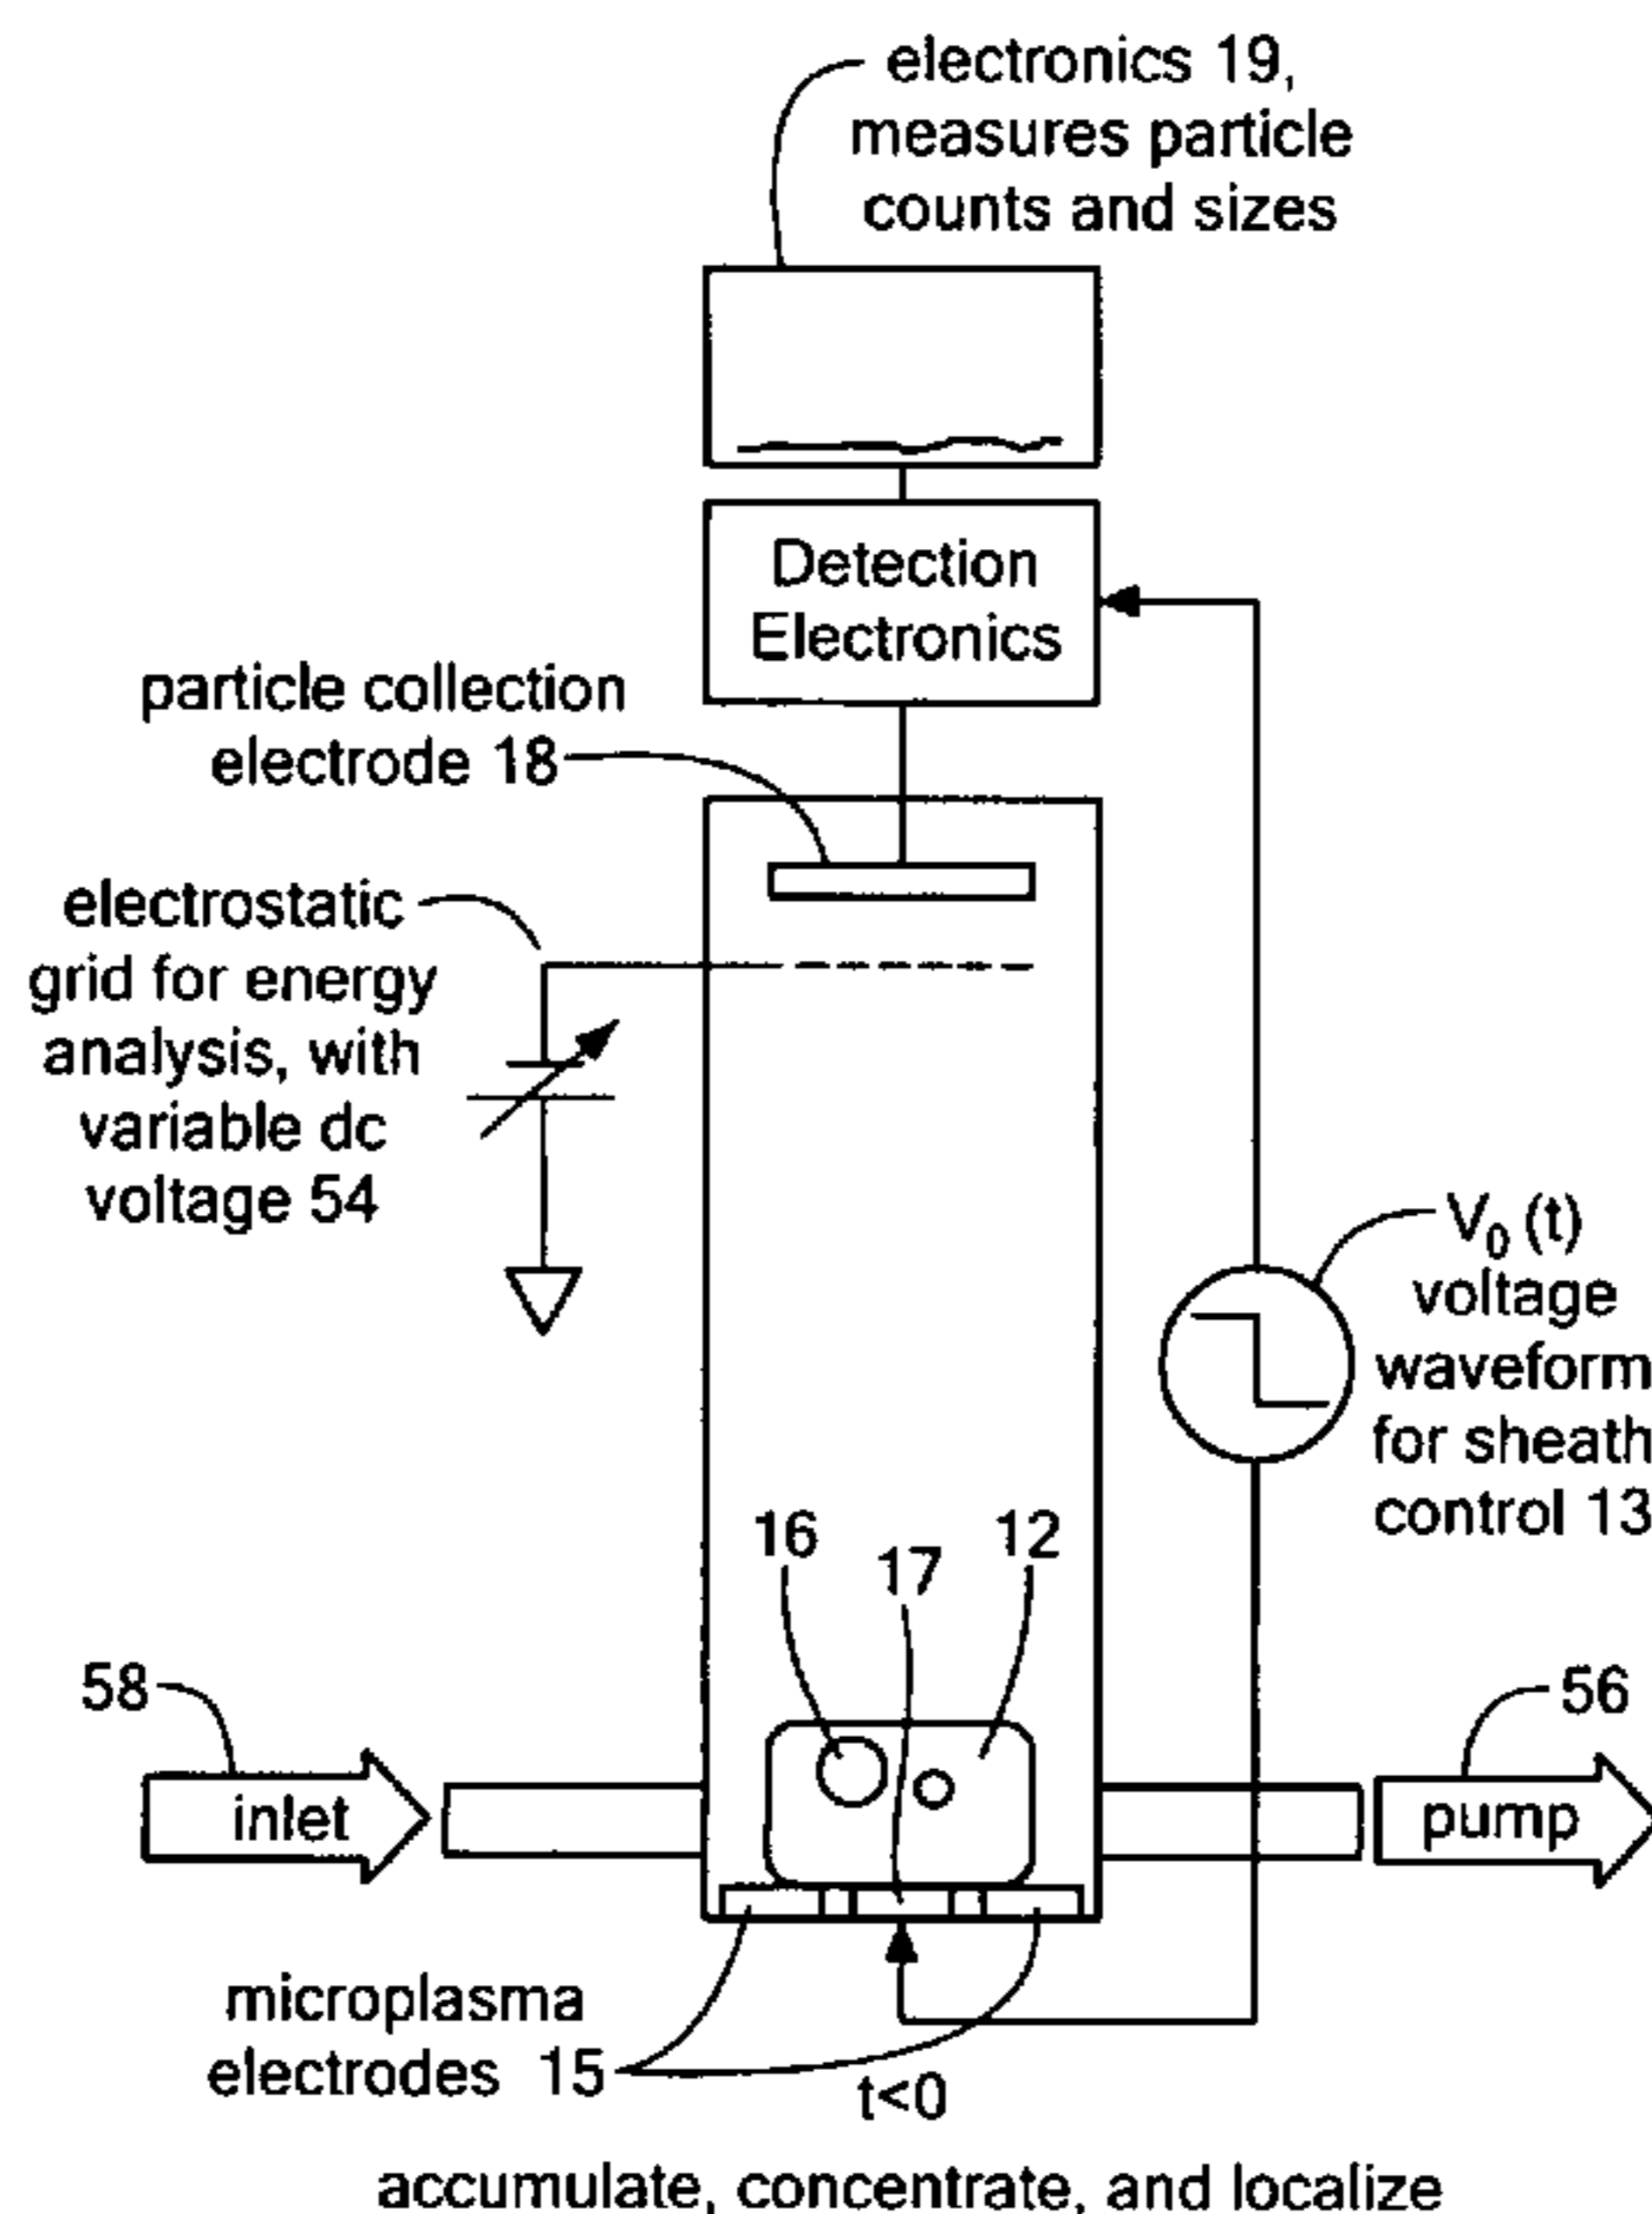 electronics 19,
measures particle
counts and sizes
Detection
Electronics
particle collection
electrode 18
electrostatic
grid for energy
analysis, with
variable dc
voltage 54
V₀ (t)
voltage
waveform
for sheath
control 13
16
17
12
58
56
inlet
pump
microplasma
electrodes 15
t<0
accumulate, concentrate, and localize